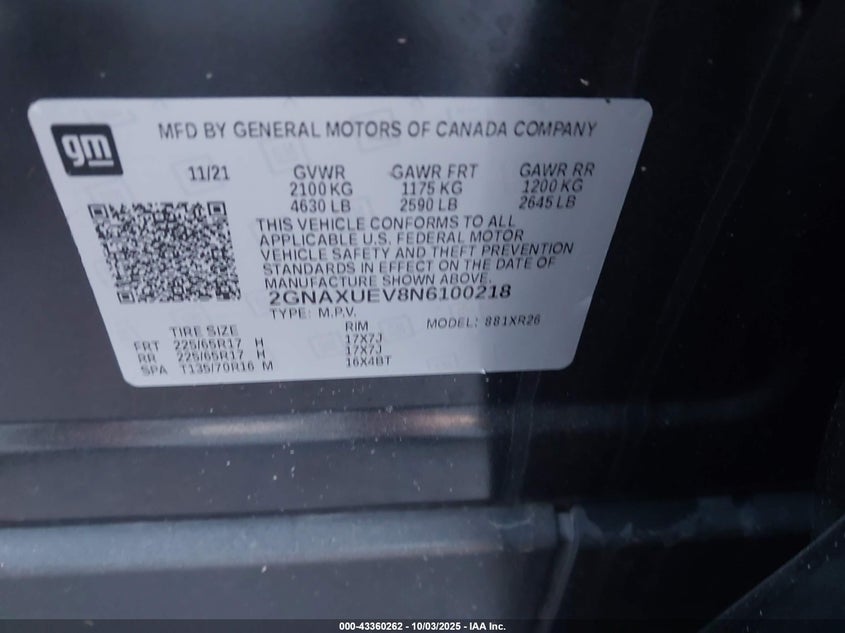 gm
MFD BY GENERAL MOTORS OF CANADA COMPANY
11/21 GVWR GAWR FRT GAWR RR
2100 KG 1175 KG 1200 KG
4630 LB 2590 LB 2645 LB
THIS VEHICLE CONFORMS TO ALL
APPLICABLE U.S. FEDERAL MOTOR
VEHICLE SAFETY AND THEFT PREVENTION
STANDARDS IN EFFECT ON THE DATE OF
MANUFACTURE SHOWN ABOVE.
2GNAXUEV8N6100218
TYPE: M.P.V. MODEL: 881XR26
TIRE SIZE RIM
FRT 225/65R17 H 17X7J
RR 225/65R17 H 17X7J
SPA T135/70R16 M 16X4BT
000-43360262 - 10/03/2025 - IAA Inc.